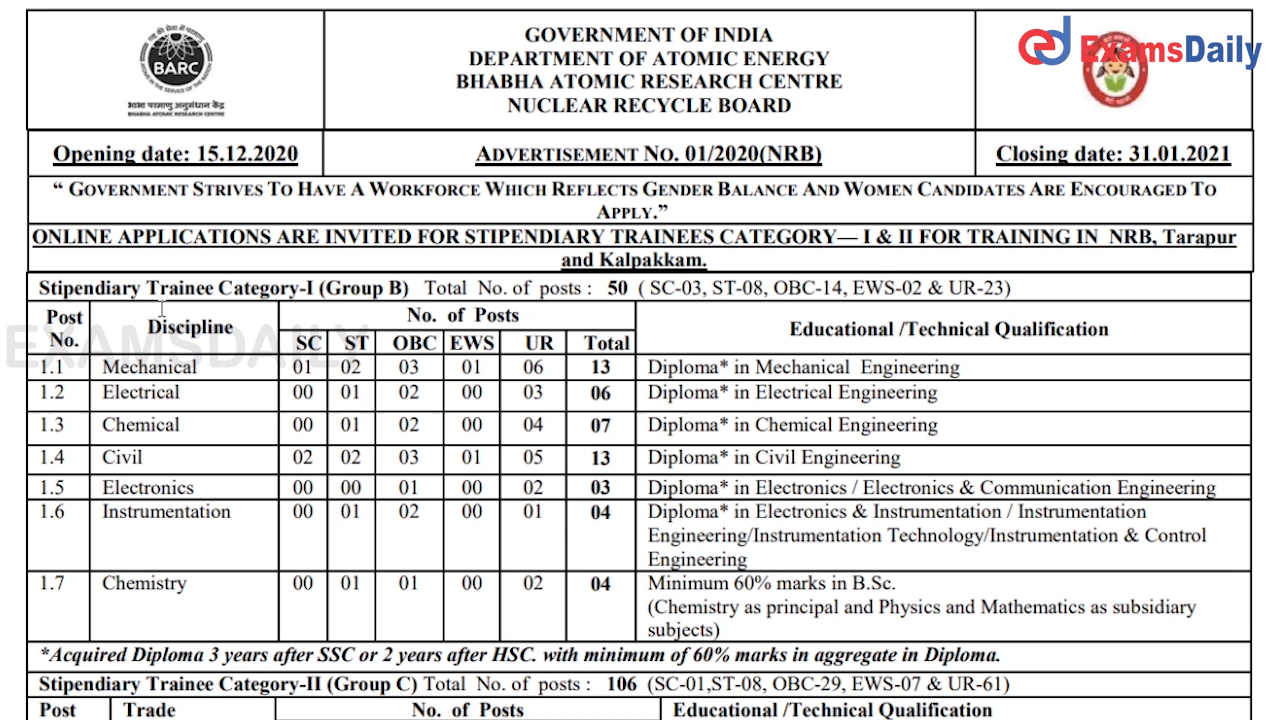 BARC
भाभा परमाणु अनुसंधान केंद्र
BHABHA ATOMIC RESEARCH CENTRE
GOVERNMENT OF INDIA
DEPARTMENT OF ATOMIC ENERGY
BHABHA ATOMIC RESEARCH CENTRE
NUCLEAR RECYCLE BOARD
ed ExamsDaily
Opening date: 15.12.2020 ADVERTISEMENT NO. 01/2020(NRB) Closing date: 31.01.2021
“ GOVERNMENT STRIVES TO HAVE A WORKFORCE WHICH REFLECTS GENDER BALANCE AND WOMEN CANDIDATES ARE ENCOURAGED TO
APPLY.”
ONLINE APPLICATIONS ARE INVITED FOR STIPENDIARY TRAINEES CATEGORY— I & II FOR TRAINING IN NRB, Tarapur
and Kalpakkam.
Stipendiary Trainee Category-I (Group B) Total No. of posts : 50 ( SC-03, ST-08, OBC-14, EWS-02 & UR-23)
Post No. Discipline No. of Posts Educational /Technical Qualification
SC ST OBC EWS UR Total
EXAMSDAILY
1.1 Mechanical 01 02 03 01 06 13 Diploma* in Mechanical Engineering
1.2 Electrical 00 01 02 00 03 06 Diploma* in Electrical Engineering
1.3 Chemical 00 01 02 00 04 07 Diploma* in Chemical Engineering
1.4 Civil 02 02 03 01 05 13 Diploma* in Civil Engineering
1.5 Electronics 00 00 01 00 02 03 Diploma* in Electronics / Electronics & Communication Engineering
1.6 Instrumentation 00 01 02 00 01 04 Diploma* in Electronics & Instrumentation / Instrumentation
Engineering/Instrumentation Technology/Instrumentation & Control
Engineering
1.7 Chemistry 00 01 01 00 02 04 Minimum 60% marks in B.Sc.
(Chemistry as principal and Physics and Mathematics as subsidiary
subjects)
*Acquired Diploma 3 years after SSC or 2 years after HSC. with minimum of 60% marks in aggregate in Diploma.
Stipendiary Trainee Category-II (Group C) Total No. of posts : 106 (SC-01,ST-08, OBC-29, EWS-07 & UR-61)
Post Trade No. of Posts Educational /Technical Qualification